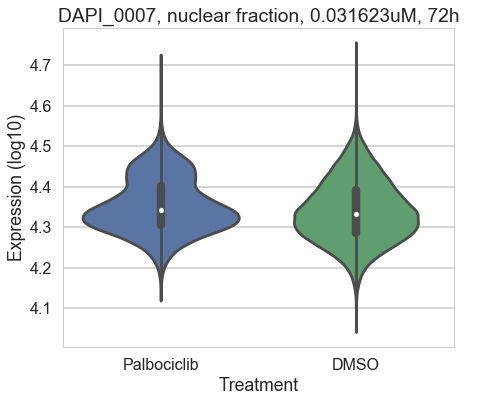 DAPI_0007, nuclear fraction, 0.031623uM, 72h
Expression (log10)
4.7
4.6
4.5
4.4
4.3
4.2
4.1
Palbociclib DMSO
Treatment